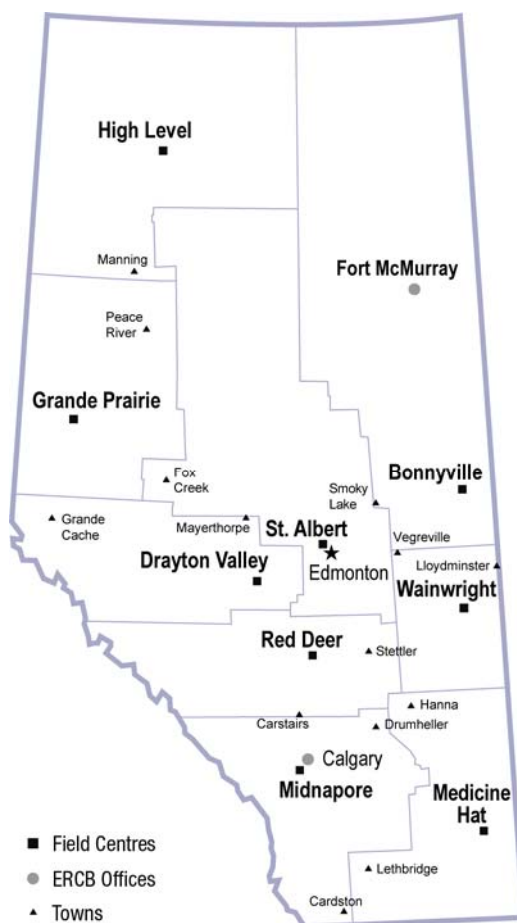 High Level
Manning
Fort McMurray
Peace
River
Grande Prairie
Fox
Creek
Bonnyville
Smoky
Lake
Grande
Cache
Mayerthorpe
St. Albert
Vegreville
Drayton Valley
Edmonton
Lloydminster
Wainwright
Red Deer
Stettler
Hanna
Carstairs
Drumheller
Calgary
Midnapore
Medicine
Hat
Field Centres
Lethbridge
ERCB Offices
Cardston
Towns